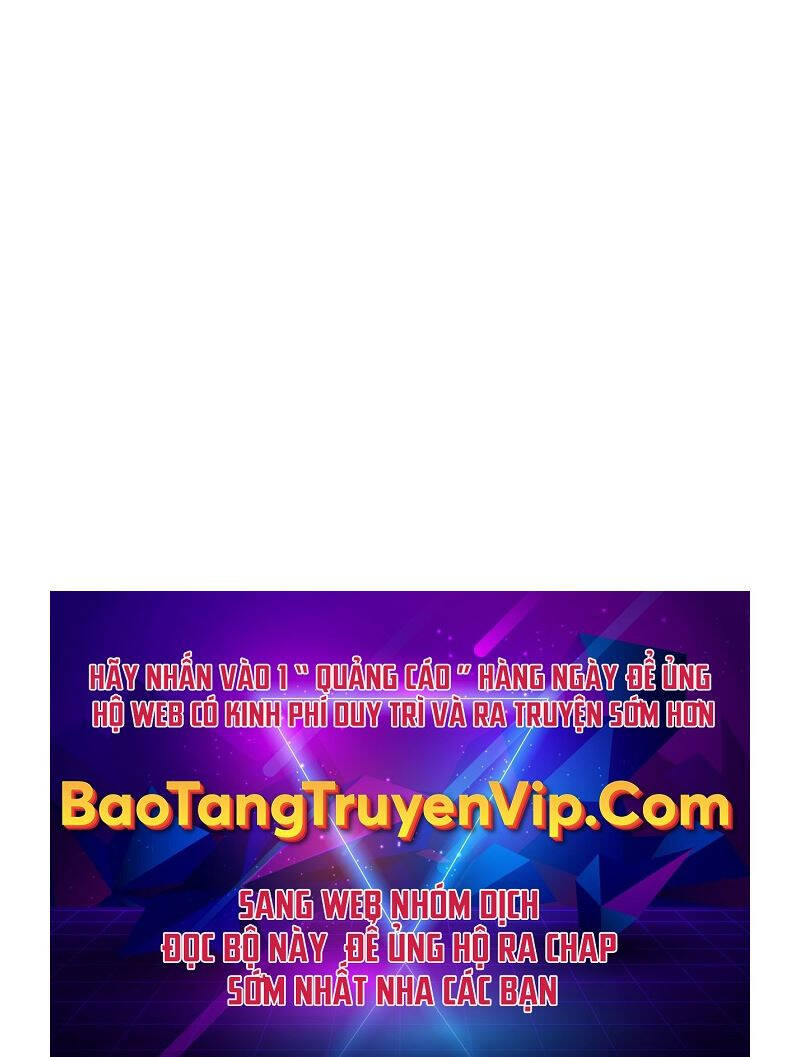 HÃY NHẤN VÀO 1 “ QUẢNG CÁO ” HÀNG NGÀY ĐỂ ỦNG
HỘ WEB CÓ KINH PHÍ DUY TRÌ VÀ RA TRUYỆN SỚM HƠN
BaoTangTruyenVip.Com
SANG WEB NHÓM DỊCH
ĐỌC BỘ NÀY ĐỂ ỦNG HỘ RA CHAP
SỚM NHẤT NHA CÁC BẠN